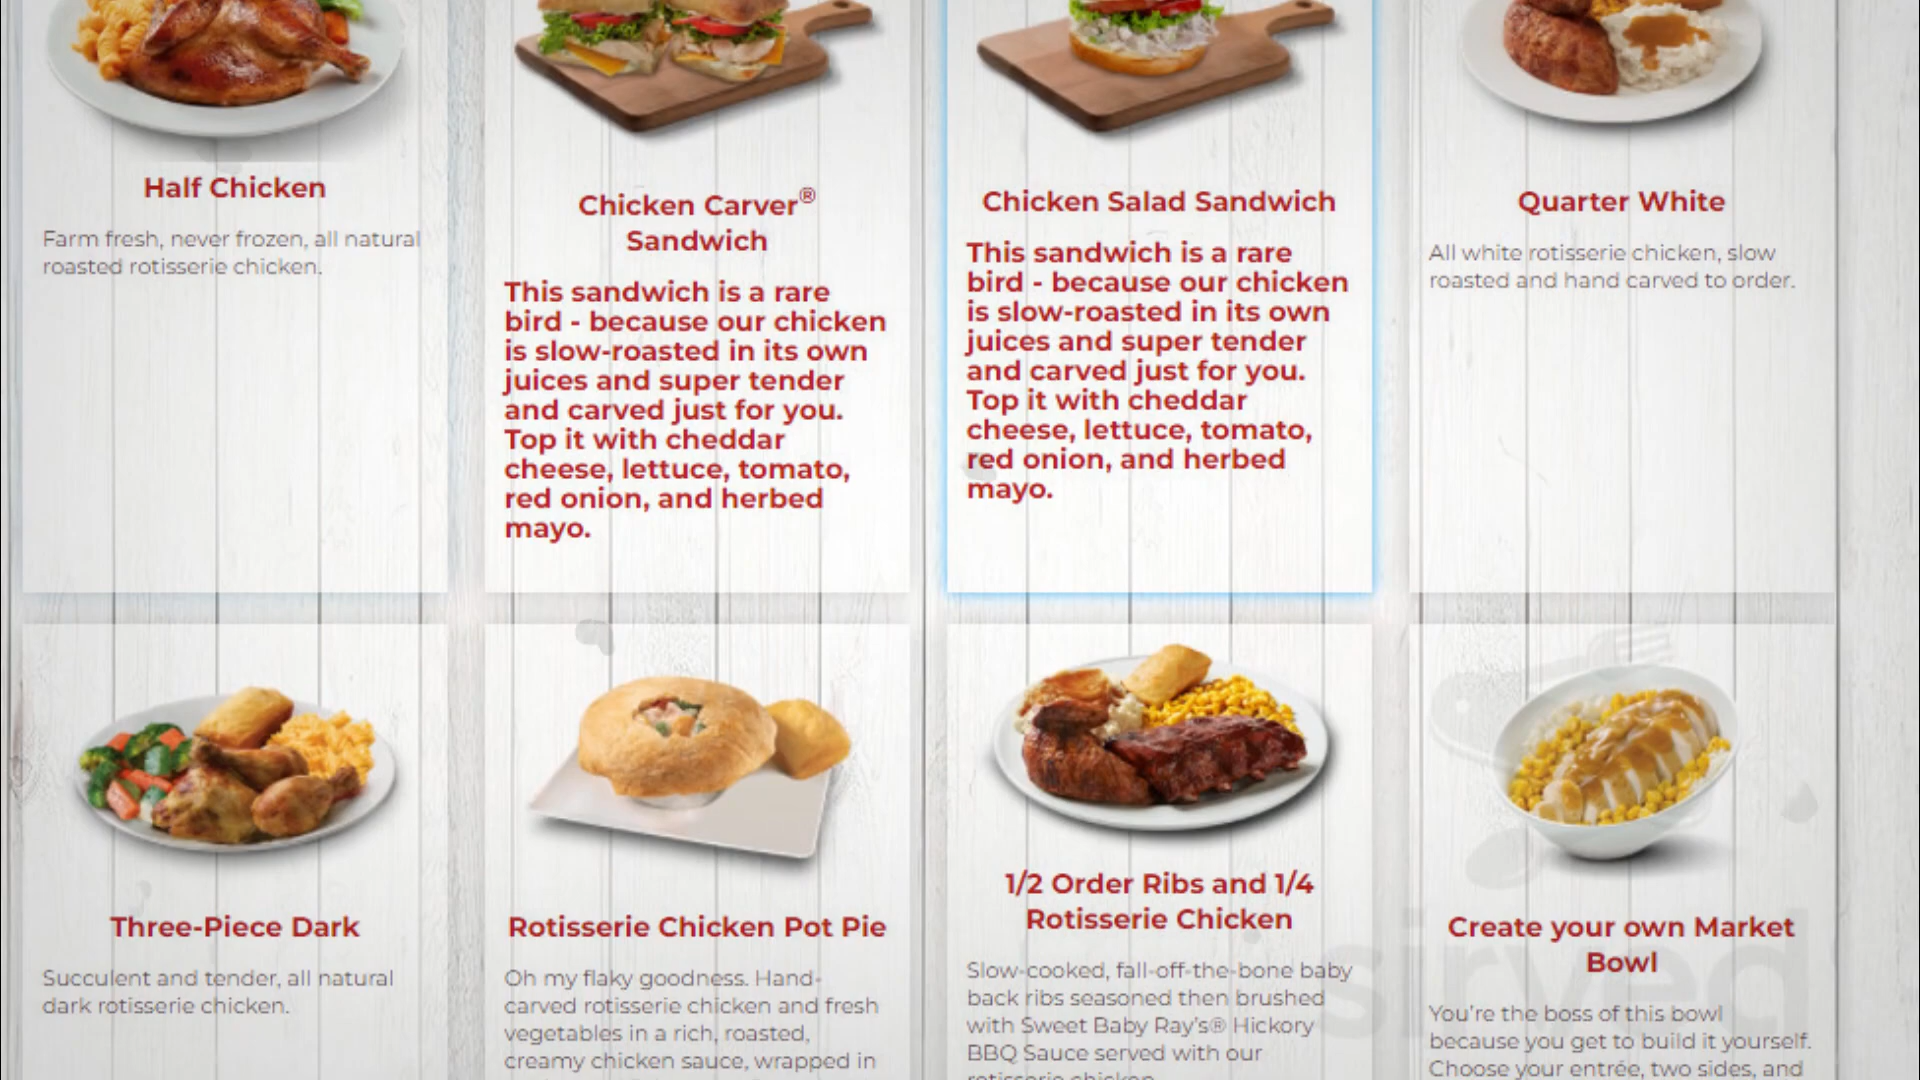 Half Chicken
Farm fresh, never frozen, all natural
roasted rotisserie chicken.
Chicken Carver®
Sandwich
This sandwich is a rare
bird - because our chicken
is slow-roasted in its own
juices and super tender
and carved just for you.
Top it with cheddar
cheese, lettuce, tomato,
red onion, and herbed
mayo.
Chicken Salad Sandwich
This sandwich is a rare
bird - because our chicken
is slow-roasted in its own
juices and super tender
and carved just for you.
Top it with cheddar
cheese, lettuce, tomato,
red onion, and herbed
mayo.
Quarter White
All white rotisserie chicken, slow
roasted and hand carved to order.
Three-Piece Dark
Succulent and tender, all natural
dark rotisserie chicken.
Rotisserie Chicken Pot Pie
Oh my flaky goodness. Hand-
carved rotisserie chicken and fresh
vegetables in a rich, roasted,
creamy chicken sauce, wrapped in
1/2 Order Ribs and 1/4
Rotisserie Chicken
Slow-cooked, fall-off-the-bone baby
back ribs seasoned then brushed
with Sweet Baby Ray's® Hickory
BBQ Sauce served with our
rotisserie chicken.
Create your own Market
Bowl
You're the boss of this bowl
because you get to build it yourself.
Choose your entrée, two sides, and
sirved